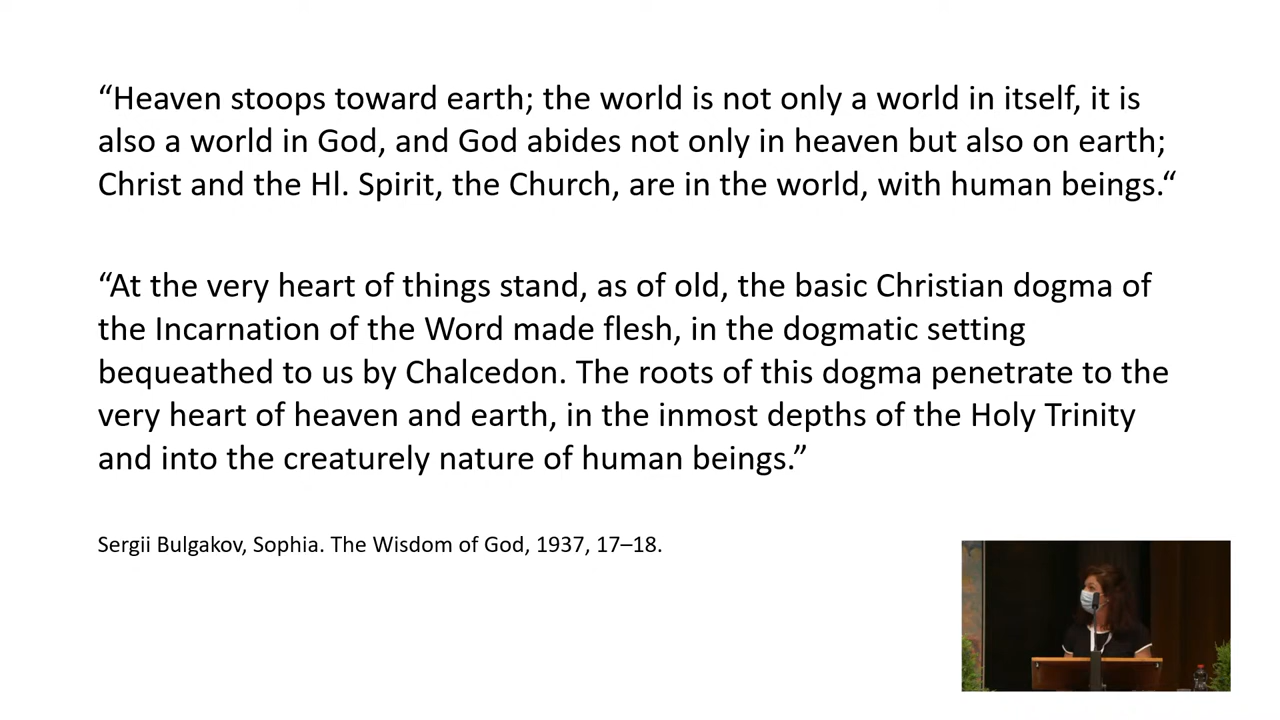 “Heaven stoops toward earth; the world is not only a world in itself, it is
also a world in God, and God abides not only in heaven but also on earth;
Christ and the Hl. Spirit, the Church, are in the world, with human beings.“
“At the very heart of things stand, as of old, the basic Christian dogma of
the Incarnation of the Word made flesh, in the dogmatic setting
bequeathed to us by Chalcedon. The roots of this dogma penetrate to the
very heart of heaven and earth, in the inmost depths of the Holy Trinity
and into the creaturely nature of human beings.”
Sergii Bulgakov, Sophia. The Wisdom of God, 1937, 17–18.